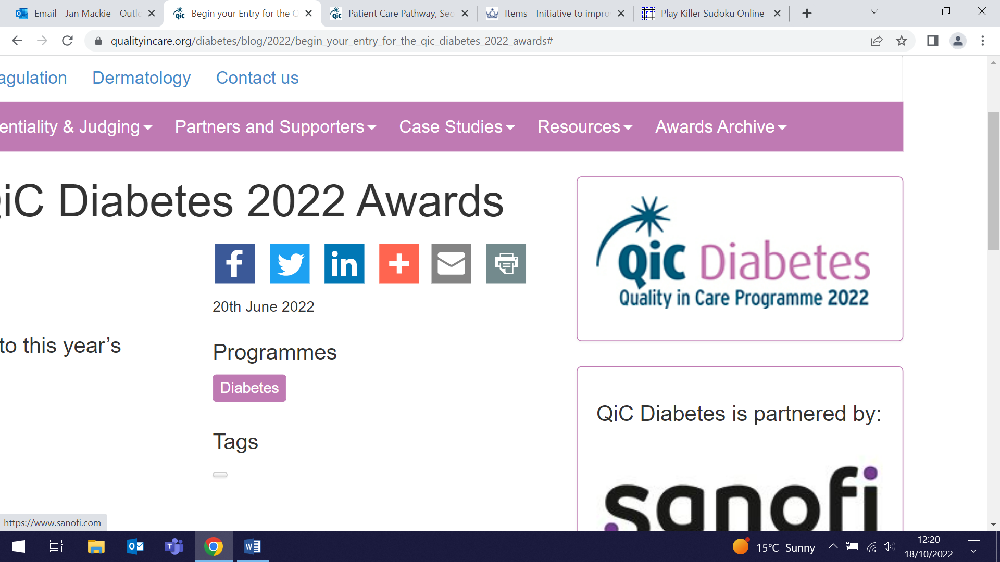 Email - Jan Mackie - Outlo
Begin your Entry for the Q
Patient Care Pathway, Sec
Items - Initiative to impro
Play Killer Sudoku Online
qualityincare.org/diabetes/blog/2022/begin_your_entry_for_the_qic_diabetes_2022_awards#
agulation Dermatology Contact us
entiality & Judging Partners and Supporters Case Studies Resources Awards Archive
QiC Diabetes 2022 Awards
20th June 2022
to this year’s
Programmes
Diabetes
Tags
QiC Diabetes
Quality in Care Programme 2022
QiC Diabetes is partnered by:
sanofi
https://www.sanofi.com
15°C Sunny
12:20
18/10/2022